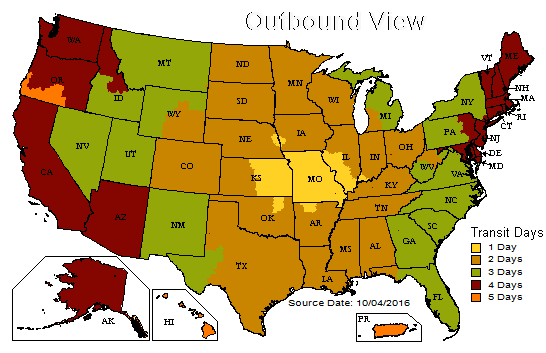 Outbound View
WA
MT
ND
MN
VT
ME
OR
ID
SD
WI
MI
NY
NH
MA
WY
NE
IA
PA
RI
CT
NV
UT
CO
KS
MO
IL
IN
OH
WV
VA
NJ
DE
MD
CA
AZ
NM
OK
AR
KY
TN
NC
SC
TX
LA
MS
AL
GA
FL
AK
HI
PR
Transit Days
1 Day
2 Days
3 Days
4 Days
5 Days
Source Date: 10/04/2016